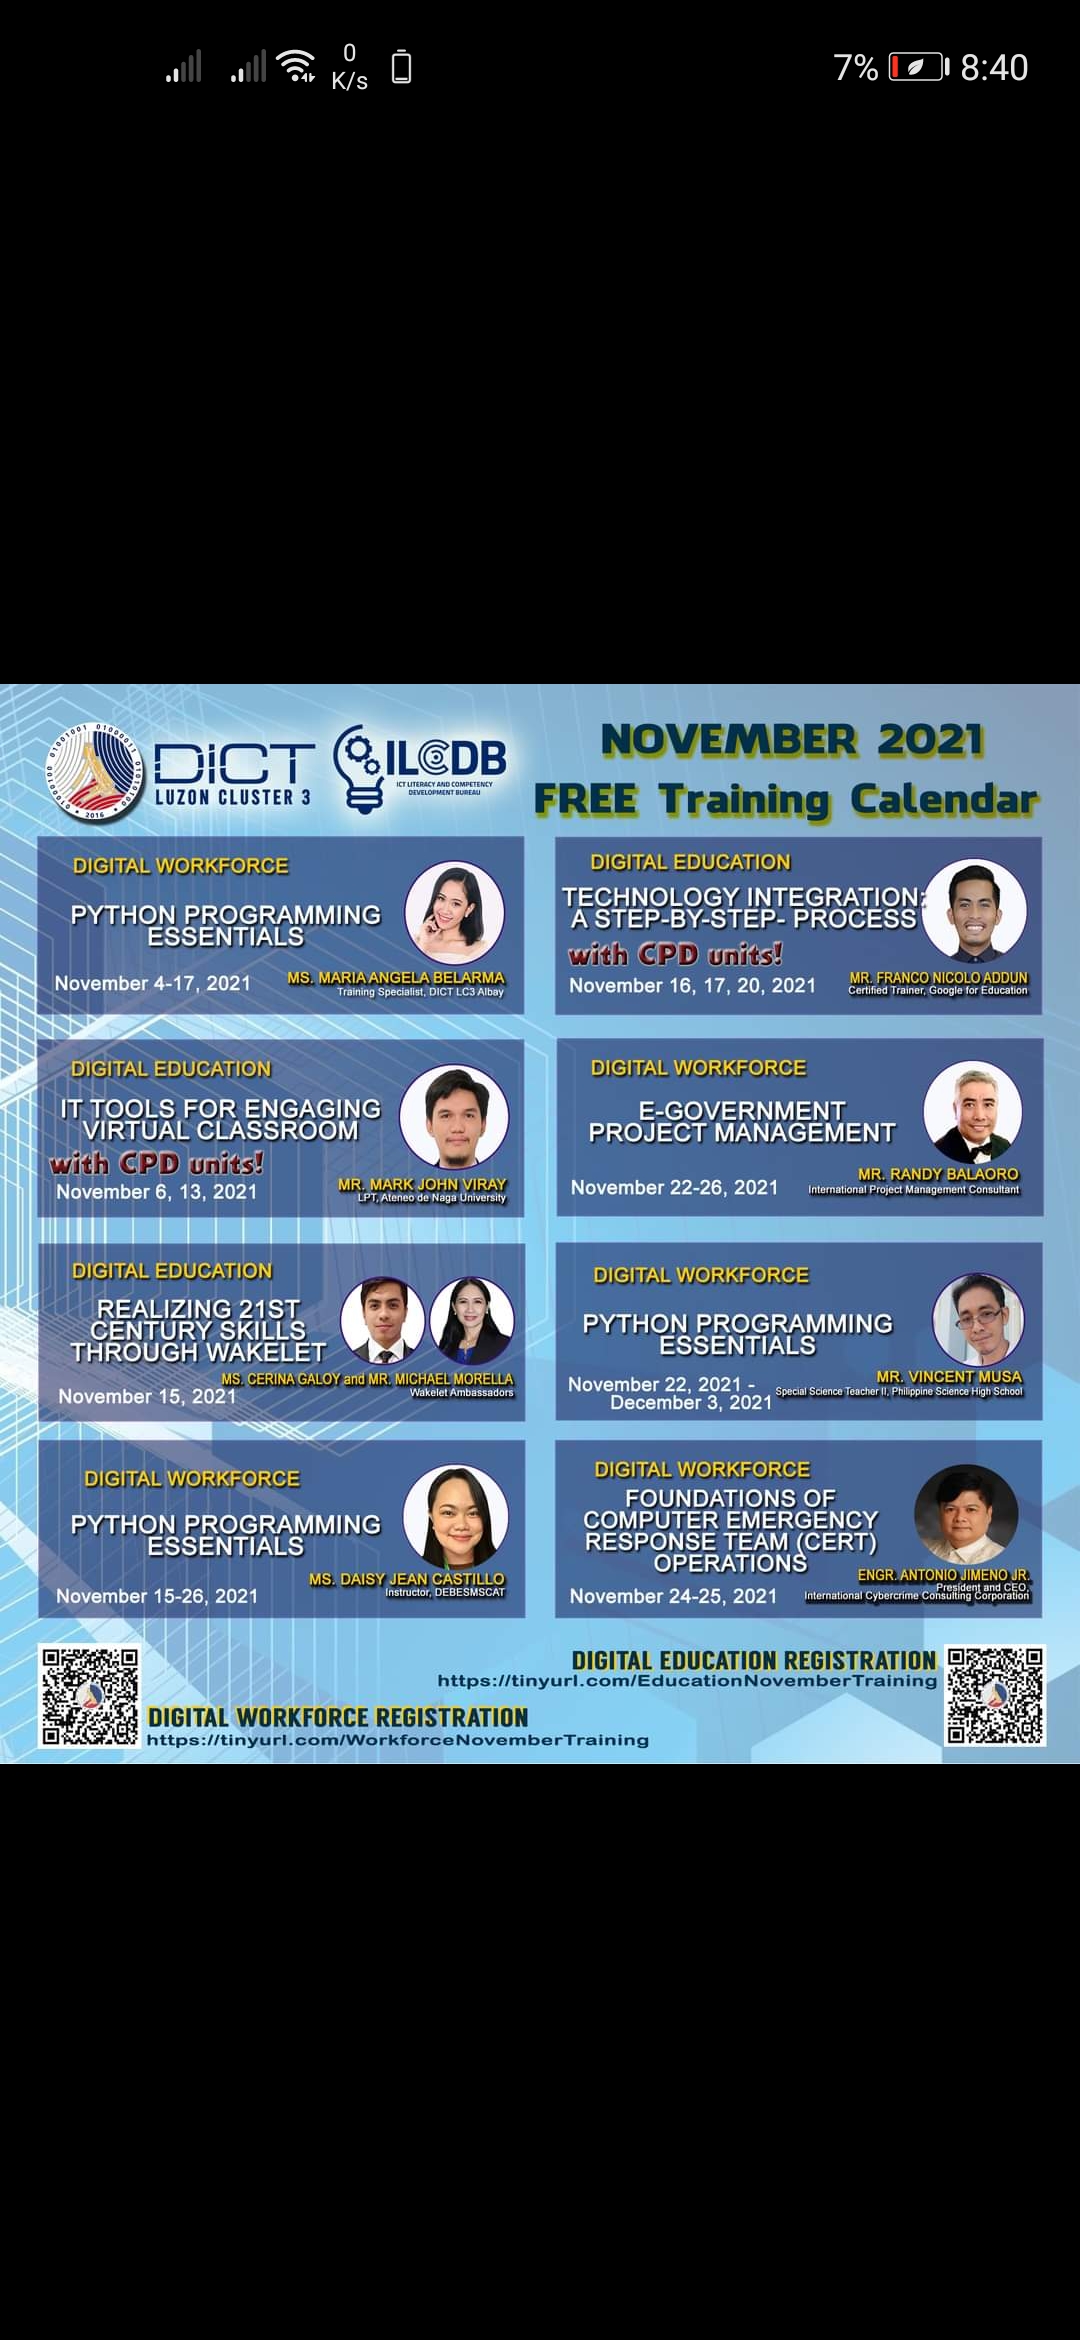 0
K/s
7%
8:40
DICT
LUZON CLUSTER 3
ILCDB
ICT LITERACY AND COMPETENCY
DEVELOPMENT BUREAU
2016
NOVEMBER 2021
FREE Training Calendar
DIGITAL WORKFORCE
PYTHON PROGRAMMING
ESSENTIALS
November 4-17, 2021
MS. MARIA ANGELA BELARMA
Training Specialist, DICT LC3 Albay
DIGITAL EDUCATION
TECHNOLOGY INTEGRATION:
A STEP-BY-STEP- PROCESS
with CPD units!
November 16, 17, 20, 2021
MR. FRANCO NICOLO ADDUN
Certified Trainer, Google for Education
DIGITAL EDUCATION
IT TOOLS FOR ENGAGING
VIRTUAL CLASSROOM
with CPD units!
November 6, 13, 2021
MR. MARK JOHN VIRAY
LPT, Ateneo de Naga University
DIGITAL WORKFORCE
E-GOVERNMENT
PROJECT MANAGEMENT
November 22-26, 2021
MR. RANDY BALAORO
International Project Management Consultant
DIGITAL EDUCATION
REALIZING 21ST
CENTURY SKILLS
THROUGH WAKELET
MS. CERINA GALOY and MR. MICHAEL MORELLA
Wakelet Ambassadors
November 15, 2021
DIGITAL WORKFORCE
PYTHON PROGRAMMING
ESSENTIALS
November 22, 2021 -
December 3, 2021
MR. VINCENT MUSA
Special Science Teacher II, Philippine Science High School
DIGITAL WORKFORCE
PYTHON PROGRAMMING
ESSENTIALS
November 15-26, 2021
MS. DAISY JEAN CASTILLO
Instructor, DEBESMSCAT
DIGITAL WORKFORCE
FOUNDATIONS OF
COMPUTER EMERGENCY
RESPONSE TEAM (CERT)
OPERATIONS
November 24-25, 2021
ENGR. ANTONIO JIMENO JR.
President and CEO,
International Cybercrime Consulting Corporation
DIGITAL EDUCATION REGISTRATION
https://tinyurl.com/EducationNovemberTraining
DIGITAL WORKFORCE REGISTRATION
https://tinyurl.com/WorkforceNovemberTraining